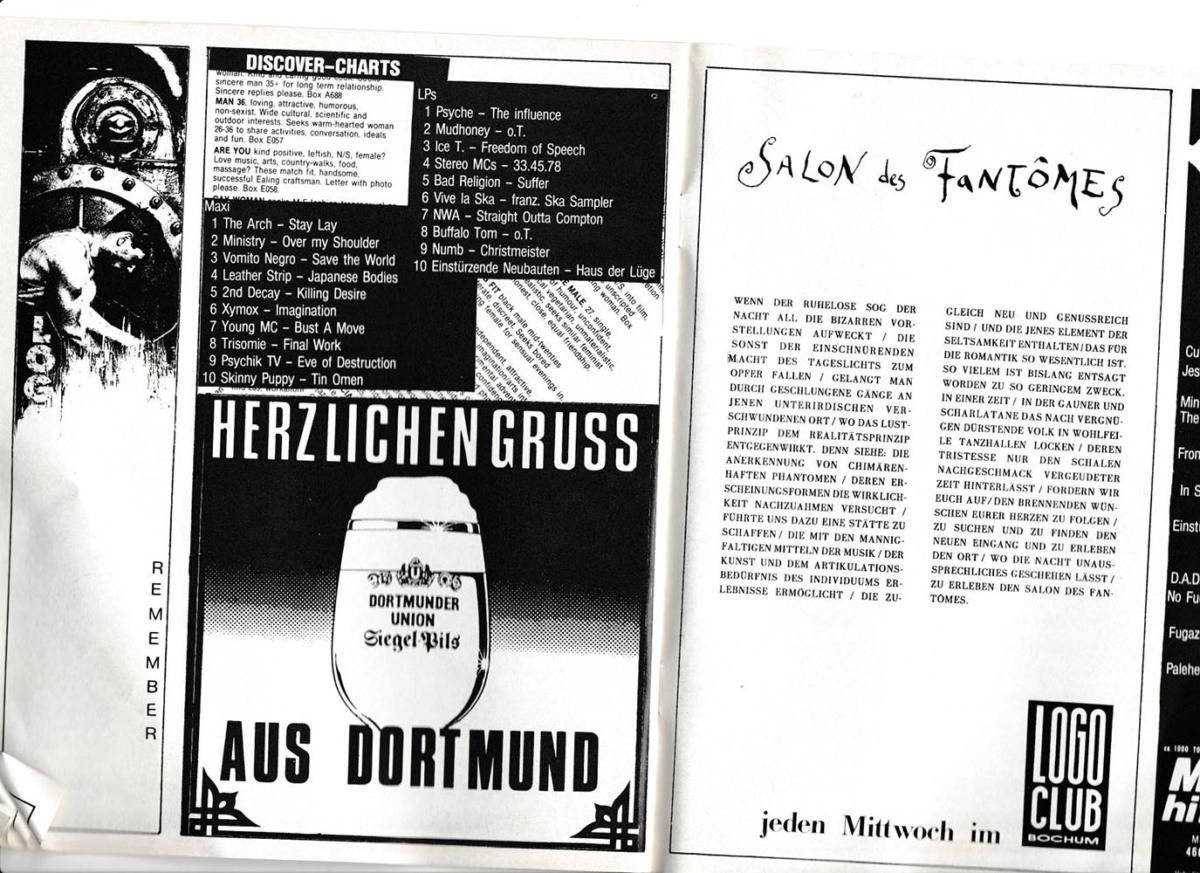 DISCOVER–CHARTS
sincere man 35+ for long term relationship.
Sincere replies please. Box A688
MAN 36, loving, attractive, humorous,
non-sexist. Wide cultural, scientific and
outdoor interests. Seeks warm-hearted woman
26-36 to share activities, conversation, ideals
and fun. Box E057
ARE YOU kind positive, leftish, N/S, female?
Love music, arts, country-walks, food,
massage? These match fit, handsome,
successful Ealing craftsman. Letter with photo
please. Box E058.
Maxi
1 The Arch – Stay Lay
2 Ministry – Over my Shoulder
3 Vomito Negro – Save the World
4 Leather Strip – Japanese Bodies
5 2nd Decay – Killing Desire
6 Xymox – Imagination
7 Young MC – Bust A Move
8 Trisomie – Final Work
9 Psychik TV – Eve of Destruction
10 Skinny Puppy – Tin Omen
LPs
1 Psyche – The influence
2 Mudhoney – o.T.
3 Ice T. – Freedom of Speech
4 Stereo MCs – 33.45.78
5 Bad Religion – Suffer
6 Vive la Ska – franz. Ska Sampler
7 NWA – Straight Outta Compton
8 Buffalo Tom – o.T.
9 Numb – Christmeister
10 Einstürzende Neubauten – Haus der Lüge
LOGO
REMEMBER
HERZLICHEN GRUSS
DORTMUNDER
UNION
Siegel-Pils
AUS DORTMUND
SALON des FANTÔMES
WENN DER RUHELOSE SOG DER
NACHT ALL DIE BIZARREN VOR-
STELLUNGEN AUFWECKT / DIE
SONST DER EINSCHNÜRENDEN
MACHT DES TAGESLICHTS ZUM
OPFER FALLEN / GELANGT MAN
DURCH GESCHLUNGENE GÄNGE AN
JENEN UNTERIRDISCHEN VER-
SCHWUNDENEN ORT / WO DAS LUST-
PRINZIP DEM REALITÄTSPRINZIP
ENTGEGENWIRKT. DENN SIEHE: DIE
ANERKENNUNG VON CHIMÄREN-
HAFTEN PHANTOMEN / DEREN ER-
SCHEINUNGSFORMEN DIE WIRKLICH-
KEIT NACHZUAHMEN VERSUCHT /
FÜHRTE UNS DAZU EINE STÄTTE ZU
SCHAFFEN / DIE MIT DEN MANNIG-
FALTIGEN MITTELN DER MUSIK / DER
KUNST UND DEM ARTIKULATIONS-
BEDÜRFNIS DES INDIVIDUUMS ER-
LEBNISSE ERMÖGLICHT / DIE ZU-
GLEICH NEU UND GENUSSREICH
SIND / UND DIE JENES ELEMENT DER
SELTSAMKEIT ENTHALTEN / DAS FÜR
DIE ROMANTIK SO WESENTLICH IST.
SO VIELEM IST BISLANG ENTSAGT
WORDEN ZU SO GERINGEM ZWECK.
IN EINER ZEIT / IN DER GAUNER UND
SCHARLATANE DAS NACH VERGNÜ-
GEN DÜRSTENDE VOLK IN WOHLFEI-
LE TANZHALLEN LOCKEN / DEREN
TRISTESSE NUR DEN SCHALEN
NACHGESCHMACK VERGEUDETER
ZEIT HINTERLÄSST / FORDERN WIR
EUCH AUF / DEN BRENNENDEN WÜN-
SCHEN EURER HERZEN ZU FOLGEN /
ZU SUCHEN UND ZU FINDEN DEN
NEUEN EINGANG UND ZU ERLEBEN
DEN ORT / WO DIE NACHT UNAUS-
SPRECHLICHES GESCHEHEN LÄSST /
ZU ERLEBEN DEN SALON DES FAN-
TÔMES.
jeden Mittwoch im
LOGO
CLUB
BOCHUM
Cu
Jes
Min
The
Fron
In S
Einst
D.A.D
No Fu
Fugaz
Palehe